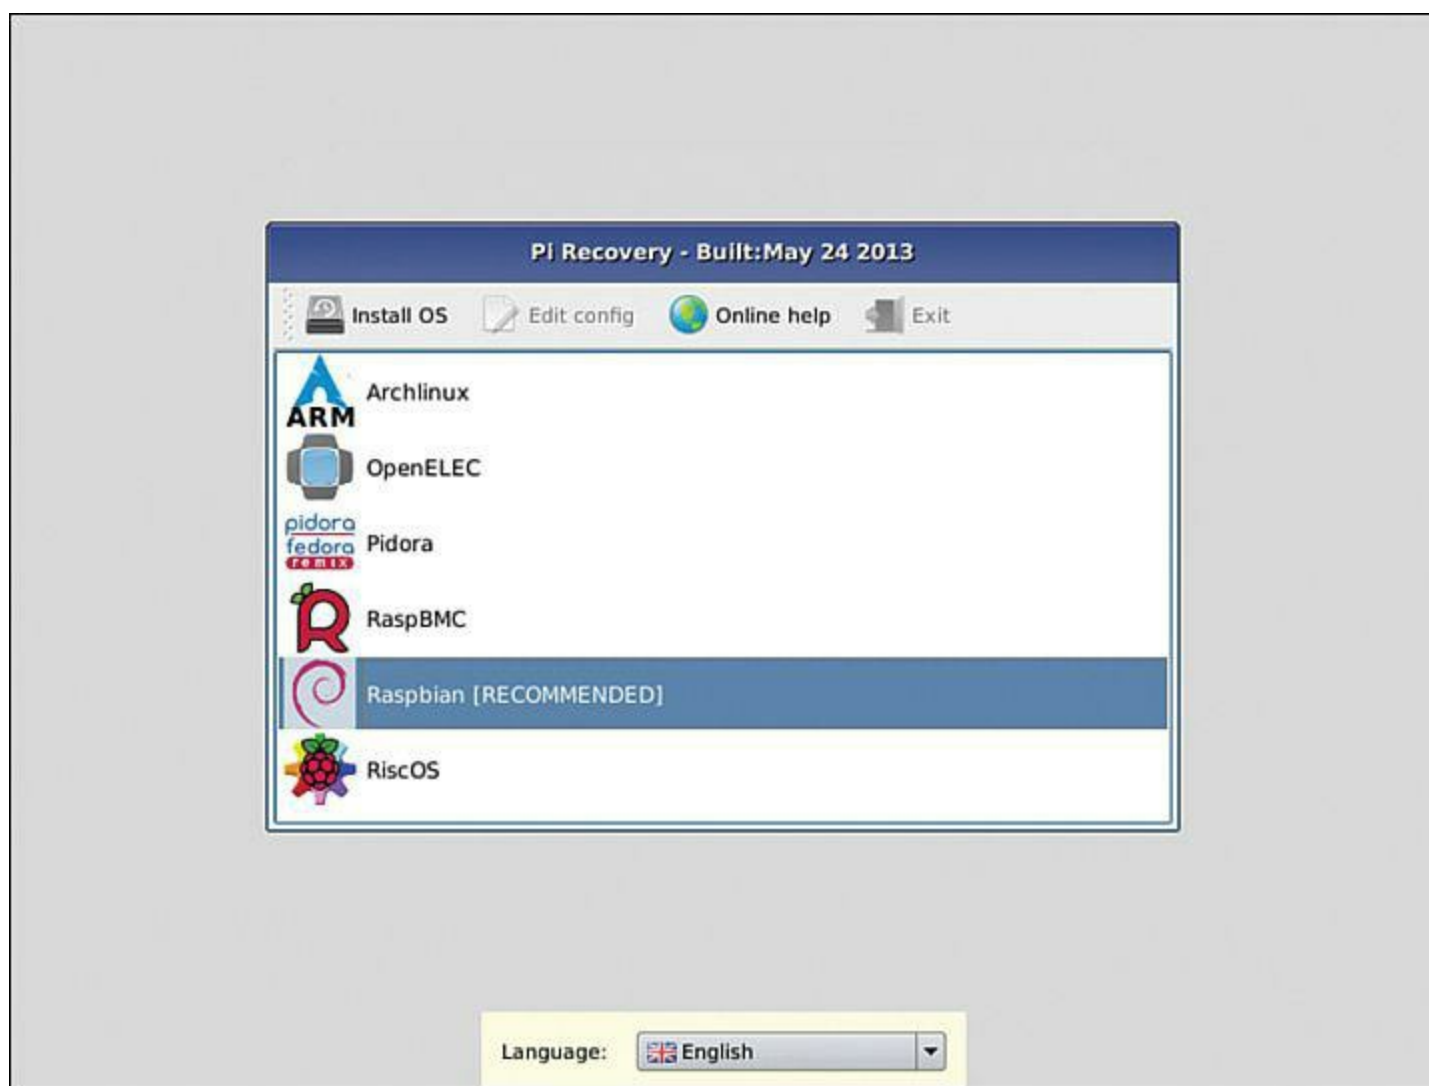 Pi Recovery - Built:May 24 2013
Install OS Edit config Online help Exit
ARM Archlinux
OpenELEC
pidora
fedora
remix
Pidora
RaspBMC
Raspbian [RECOMMENDED]
RiscOS
Language: English